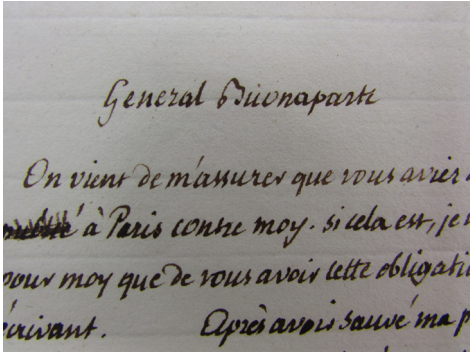 General Buonaparte
On vient de m'assurer que vous aviez
à Paris contre moy. si cela est, je
pour moy que de vous avoir cette obligati
écrivant. Après avoir sauvé ma p